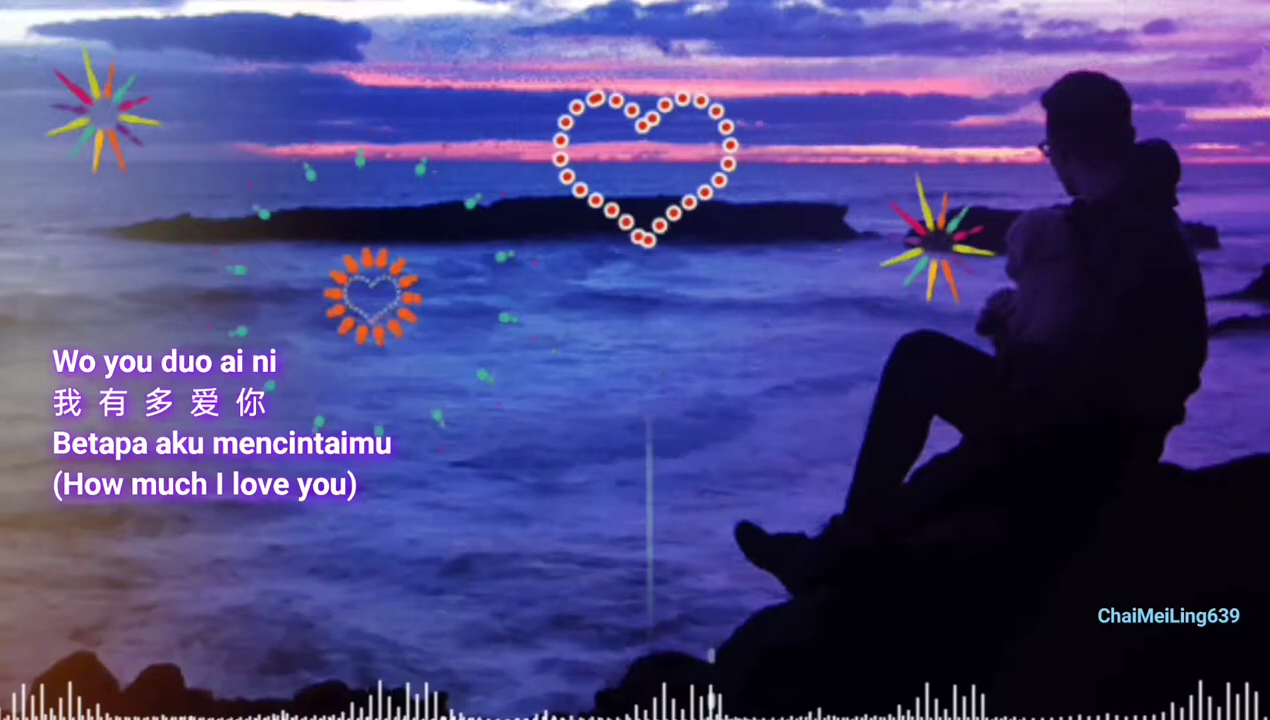 Wo you duo ai ni
我 有 多 爱 你
Betapa aku mencintaimu
(How much I love you)
ChaiMeiLing639